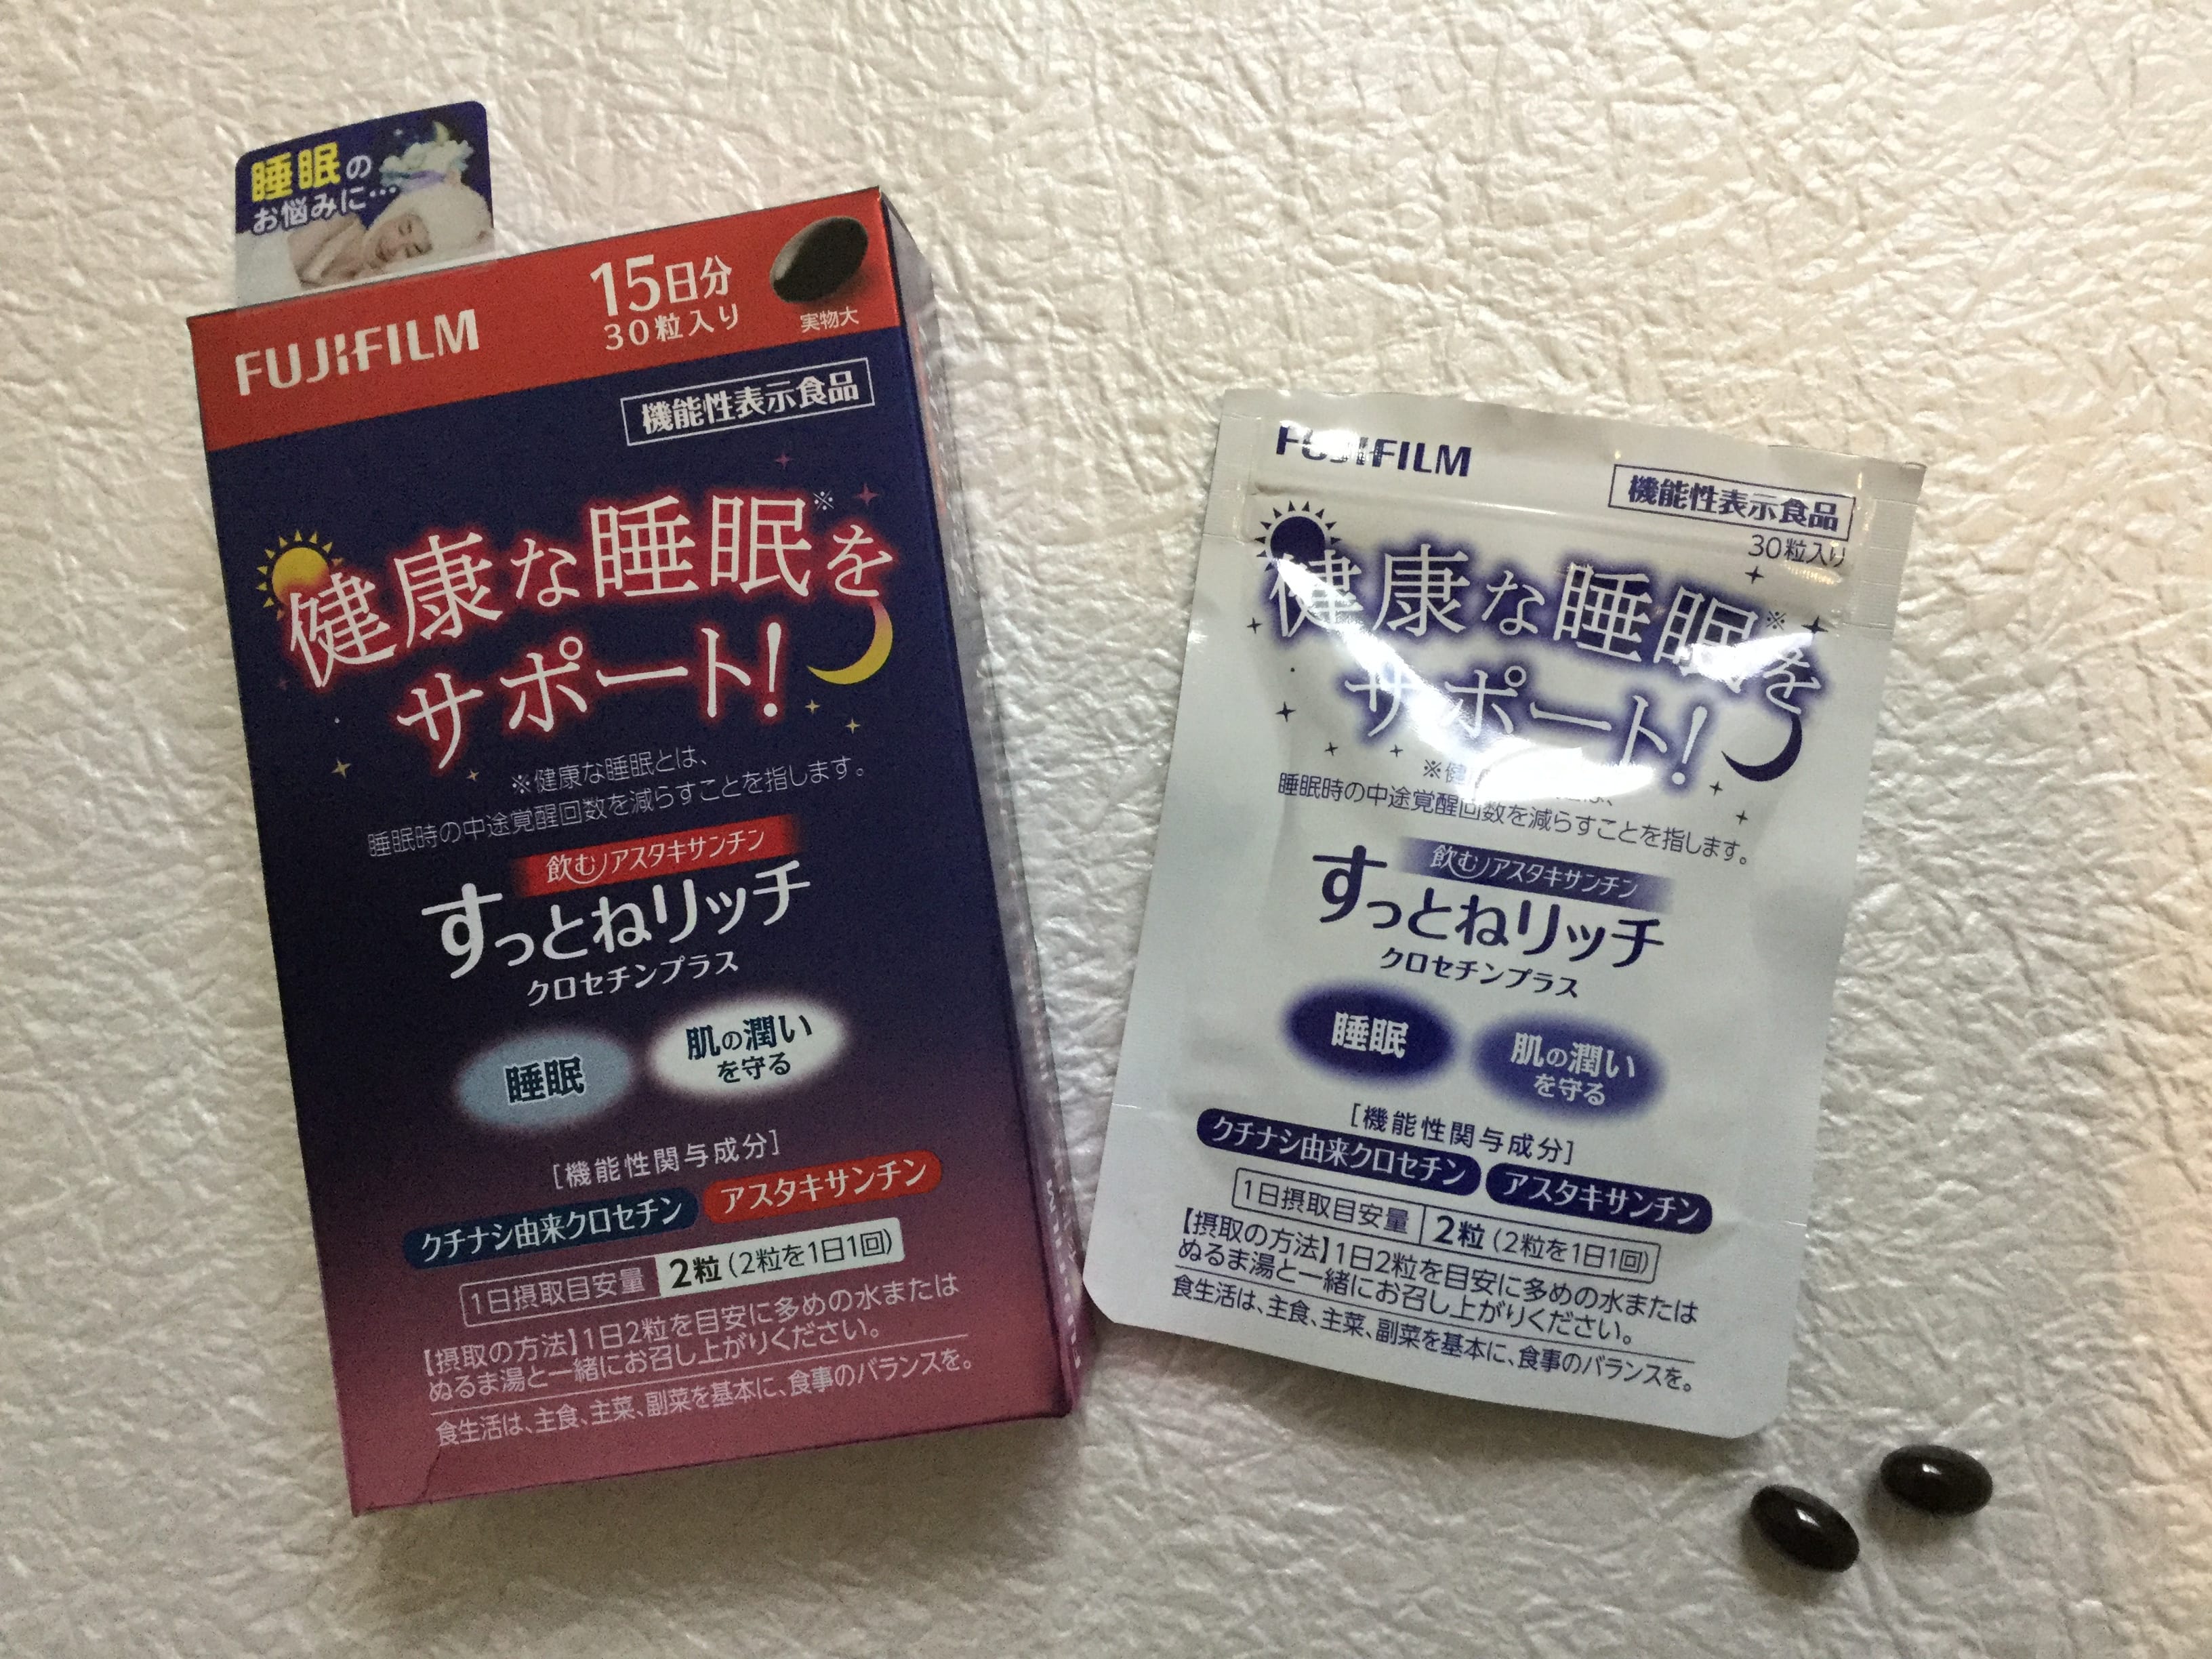 睡眠の
お悩みに…
FUJIFILM
15日分
30粒入り
実物大
機能性表示食品
健康な睡眠※を
サポート!
※健康な睡眠とは、
睡眠時の中途覚醒回数を減らすことを指します。
飲むアスタキサンチン
すっとねリッチ
クロセチンプラス
睡眠
肌の潤い
を守る
[機能性関与成分]
クチナシ由来クロセチン
アスタキサンチン
1日摂取目安量 2粒(2粒を1日1回)
【摂取の方法】1日2粒を目安に多めの水または
ぬるま湯と一緒にお召し上がりください。
食生活は、主食、主菜、副菜を基本に、食事のバランスを。
FUJIFILM
機能性表示食品
30粒入り
健康な睡眠※を
サポート!
※健
睡眠時の中途覚醒回数を減らすことを指します。
飲むアスタキサンチン
すっとねリッチ
クロセチンプラス
睡眠
肌の潤い
を守る
[機能性関与成分]
クチナシ由来クロセチン
アスタキサンチン
1日摂取目安量 2粒(2粒を1日1回)
【摂取の方法】1日2粒を目安に多めの水または
ぬるま湯と一緒にお召し上がりください。
食生活は、主食、主菜、副菜を基本に、食事のバランスを。